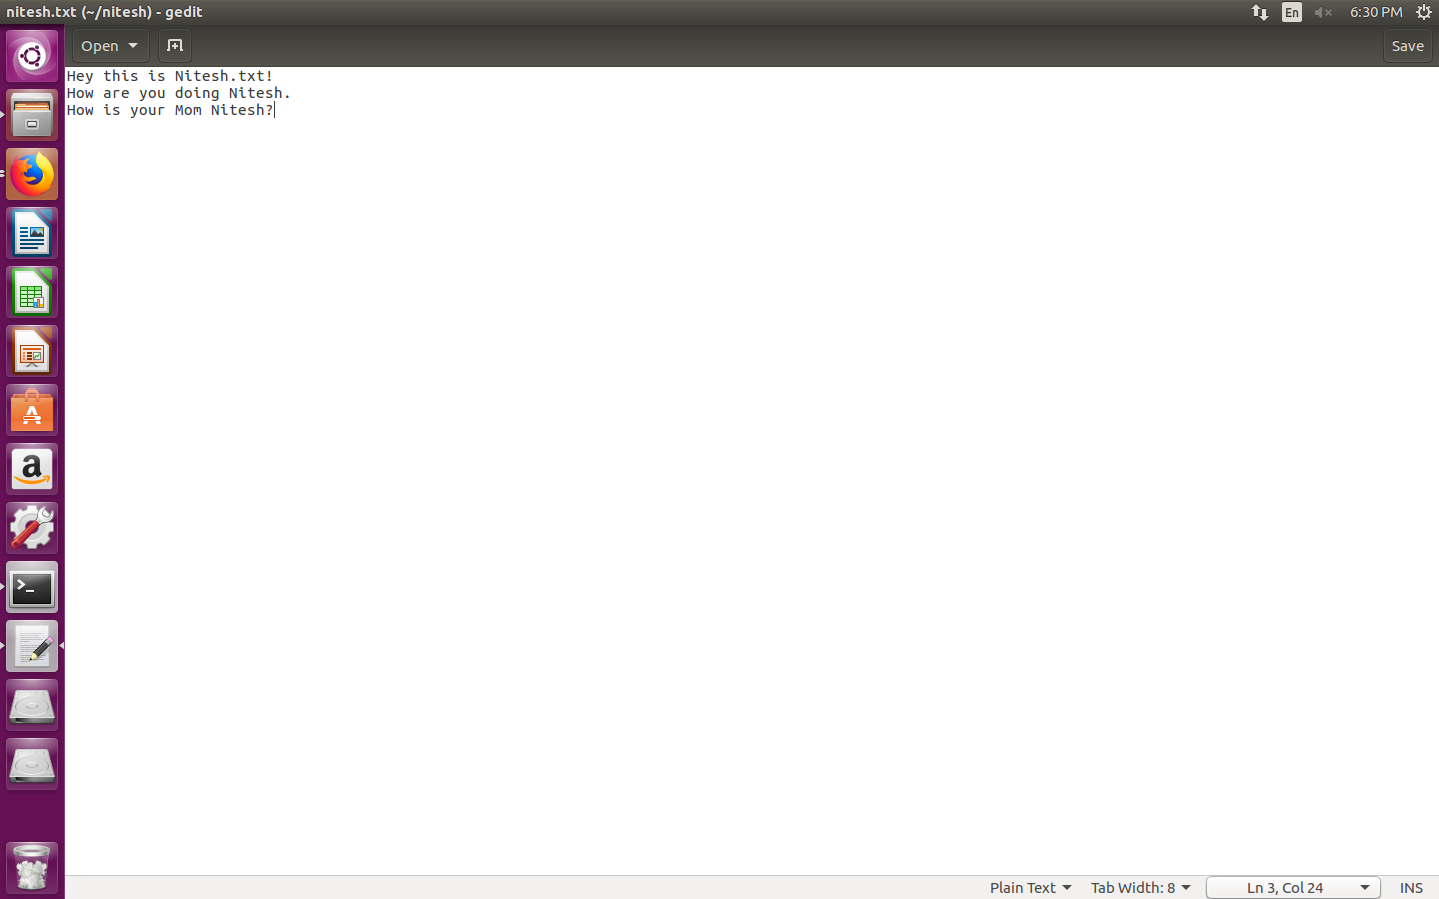 nitesh.txt (~/nitesh) - gedit
En
6:30 PM
Open
Save
Hey this is Nitesh.txt!
How are you doing Nitesh.
How is your Mom Nitesh?
Plain Text
Tab Width: 8
Ln 3, Col 24
INS